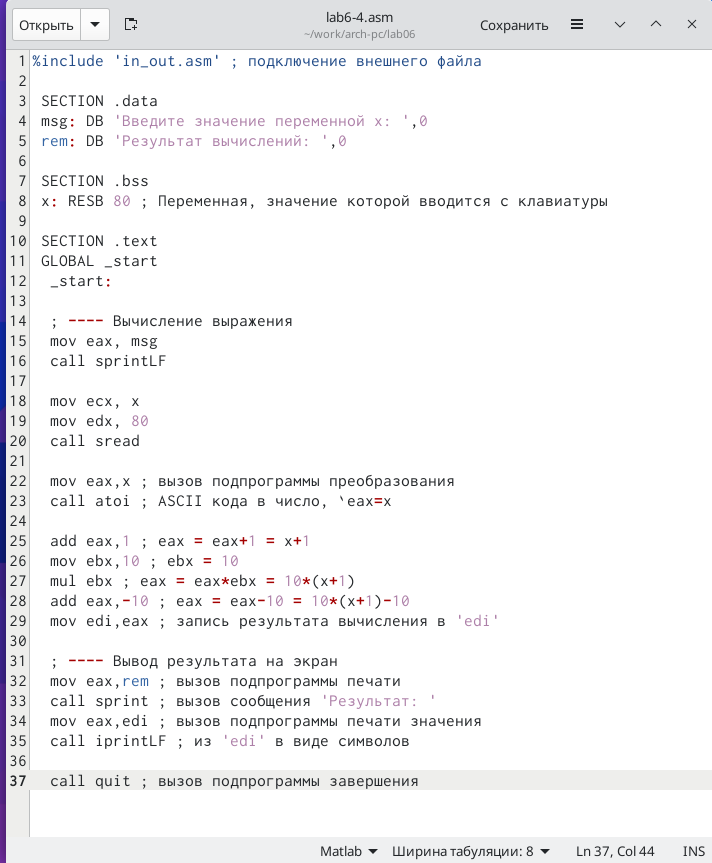 Открыть
lab6-4.asm
~/work/arch-pc/lab06
Сохранить
1 %include 'in_out.asm' ; подключение внешнего файла
2
3 SECTION .data
4 msg: DB 'Введите значение переменной x: ',0
5 rem: DB 'Результат вычислений: ',0
6
7 SECTION .bss
8 x: RESB 80 ; Переменная, значение которой вводится с клавиатуры
9
10 SECTION .text
11 GLOBAL _start
12 _start:
13
14 ; ---- Вычисление выражения
15 mov eax, msg
16 call sprintLF
17
18 mov ecx, x
19 mov edx, 80
20 call sread
21
22 mov eax,x ; вызов подпрограммы преобразования
23 call atoi ; ASCII кода в число, `eax=x
24
25 add eax,1 ; eax = eax+1 = x+1
26 mov ebx,10 ; ebx = 10
27 mul ebx ; eax = eax*ebx = 10*(x+1)
28 add eax,-10 ; eax = eax-10 = 10*(x+1)-10
29 mov edi,eax ; запись результата вычисления в 'edi'
30
31 ; ---- Вывод результата на экран
32 mov eax,rem ; вызов подпрограммы печати
33 call sprint ; вызов сообщения 'Результат: '
34 mov eax,edi ; вызов подпрограммы печати значения
35 call iprintLF ; из 'edi' в виде символов
36
37 call quit ; вызов подпрограммы завершения
Matlab Ширина табуляции: 8 Ln 37, Col 44 INS